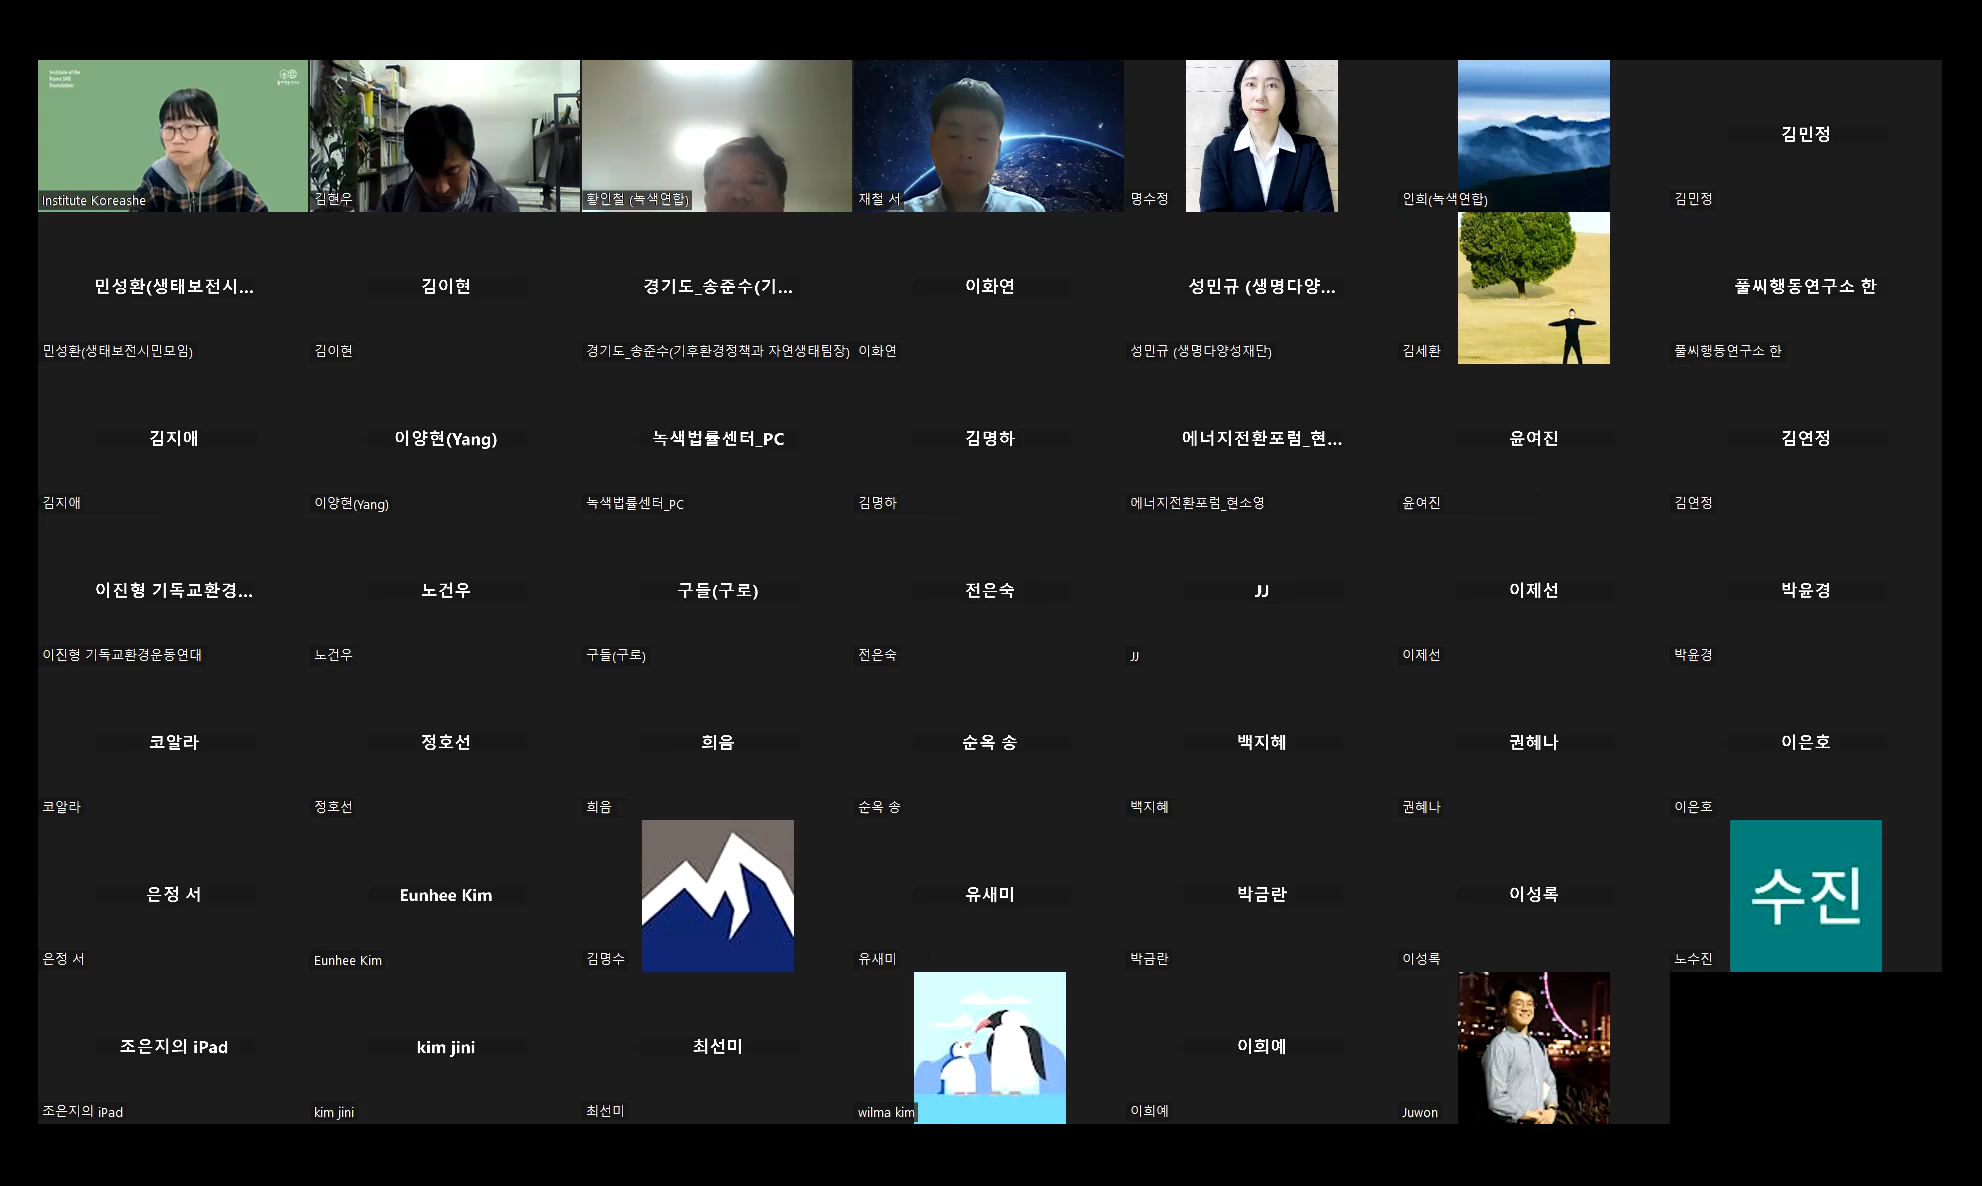 Institute of the
Korea SHE
Foundation
Institute Koreashe
김현우
황인철 (녹색연합)
재철 서
명수정
인희(녹색연합)
김민정
김민정
민성환(생태보전시...
김이현
경기도_송준수(기...
이화연
성민규 (생명다양...
풀씨행동연구소 한
민성환(생태보전시민모임)
김이현
경기도_송준수(기후환경정책과 자연생태팀장)
이화연
성민규 (생명다양성재단)
김세환
풀씨행동연구소 한
김지애
이양현(Yang)
녹색법률센터_PC
김명하
에너지전환포럼_현...
윤여진
김연정
김지애
이양현(Yang)
녹색법률센터_PC
김명하
에너지전환포럼_현소영
윤여진
김연정
이진형 기독교환경...
노건우
구들(구로)
전은숙
JJ
이제선
박윤경
이진형 기독교환경운동연대
노건우
구들(구로)
전은숙
JJ
이제선
박윤경
코알라
정호선
희음
순옥 송
백지혜
권혜나
이은호
코알라
정호선
희음
순옥 송
백지혜
권혜나
이은호
은정 서
Eunhee Kim
유새미
박금란
이성록
수진
은정 서
Eunhee Kim
김명수
유새미
박금란
이성록
노수진
조은지의 iPad
kim jini
최선미
이희예
조은지의 iPad
kim jini
최선미
wilma kim
이희예
Juwon